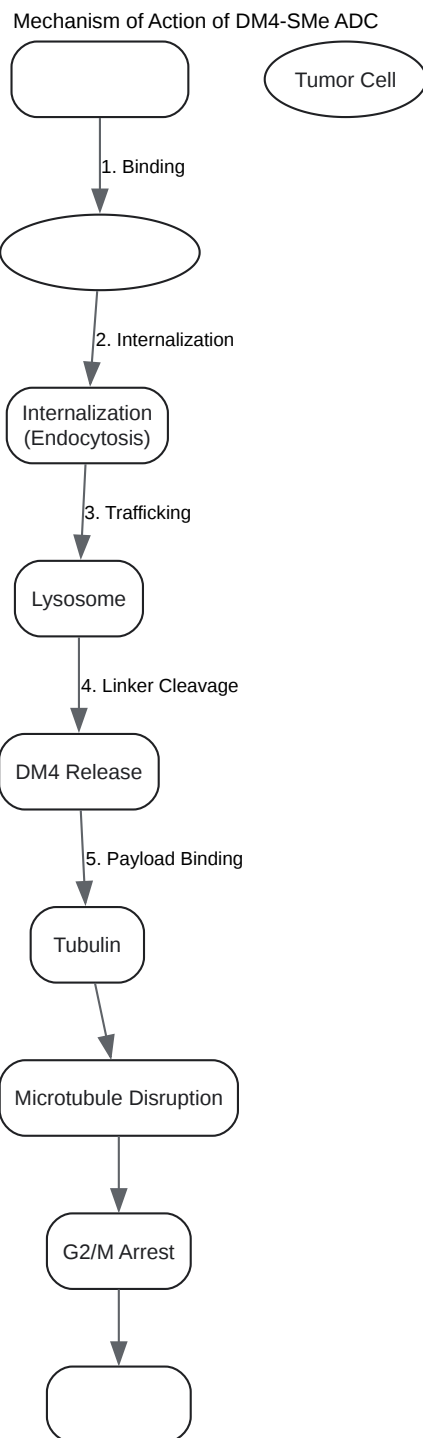 Mechanism of Action of DM4-SMe ADC
Tumor Cell
1. Binding
2. Internalization
Internalization
(Endocytosis)
3. Trafficking
Lysosome
4. Linker Cleavage
DM4 Release
5. Payload Binding
Tubulin
Microtubule Disruption
G2/M Arrest